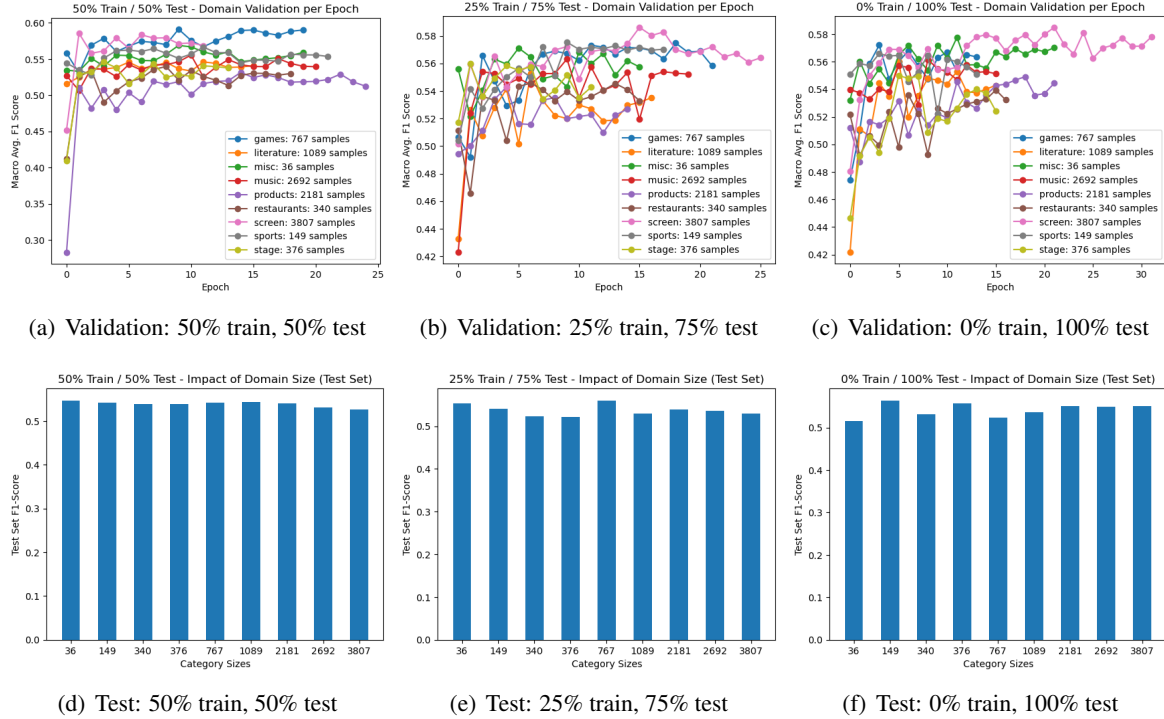 50% Train / 50% Test - Domain Validation per Epoch
Macro Avg. F1 Score
0.60
0.55
0.50
0.45
0.40
0.35
0.30
games: 767 samples
literature: 1089 samples
misc: 36 samples
music: 2692 samples
products: 2181 samples
restaurants: 340 samples
screen: 3807 samples
sports: 149 samples
stage: 376 samples
0 5 10 15 20 25
Epoch
(a) Validation: 50% train, 50% test
25% Train / 75% Test - Domain Validation per Epoch
Macro Avg. F1 Score
0.58
0.56
0.54
0.52
0.50
0.48
0.46
0.44
0.42
games: 767 samples
literature: 1089 samples
misc: 36 samples
music: 2692 samples
products: 2181 samples
restaurants: 340 samples
screen: 3807 samples
sports: 149 samples
stage: 376 samples
0 5 10 15 20 25
Epoch
(b) Validation: 25% train, 75% test
0% Train / 100% Test - Domain Validation per Epoch
Macro Avg. F1 Score
0.58
0.56
0.54
0.52
0.50
0.48
0.46
0.44
0.42
games: 767 samples
literature: 1089 samples
misc: 36 samples
music: 2692 samples
products: 2181 samples
restaurants: 340 samples
screen: 3807 samples
sports: 149 samples
stage: 376 samples
0 5 10 15 20 25 30
Epoch
(c) Validation: 0% train, 100% test
50% Train / 50% Test - Impact of Domain Size (Test Set)
Test Set F1-Score
0.5
0.4
0.3
0.2
0.1
0.0
36 149 340 376 767 1089 2181 2692 3807
Category Sizes
(d) Test: 50% train, 50% test
25% Train / 75% Test - Impact of Domain Size (Test Set)
Test Set F1-Score
0.5
0.4
0.3
0.2
0.1
0.0
36 149 340 376 767 1089 2181 2692 3807
Category Sizes
(e) Test: 25% train, 75% test
0% Train / 100% Test - Impact of Domain Size (Test Set)
Test Set F1-Score
0.5
0.4
0.3
0.2
0.1
0.0
36 149 340 376 767 1089 2181 2692 3807
Category Sizes
(f) Test: 0% train, 100% test